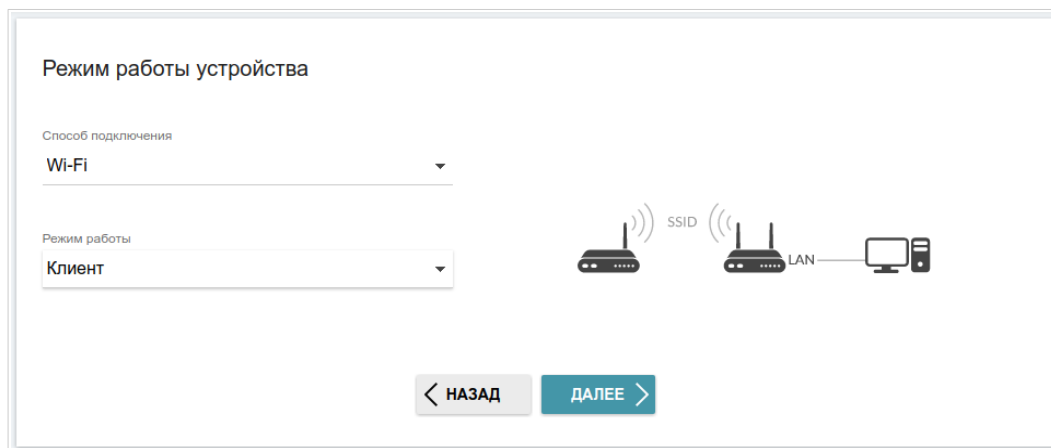 Режим работы устройства
Способ подключения
Wi-Fi
Режим работы
Клиент
SSID
LAN
НАЗАД
ДАЛЕЕ